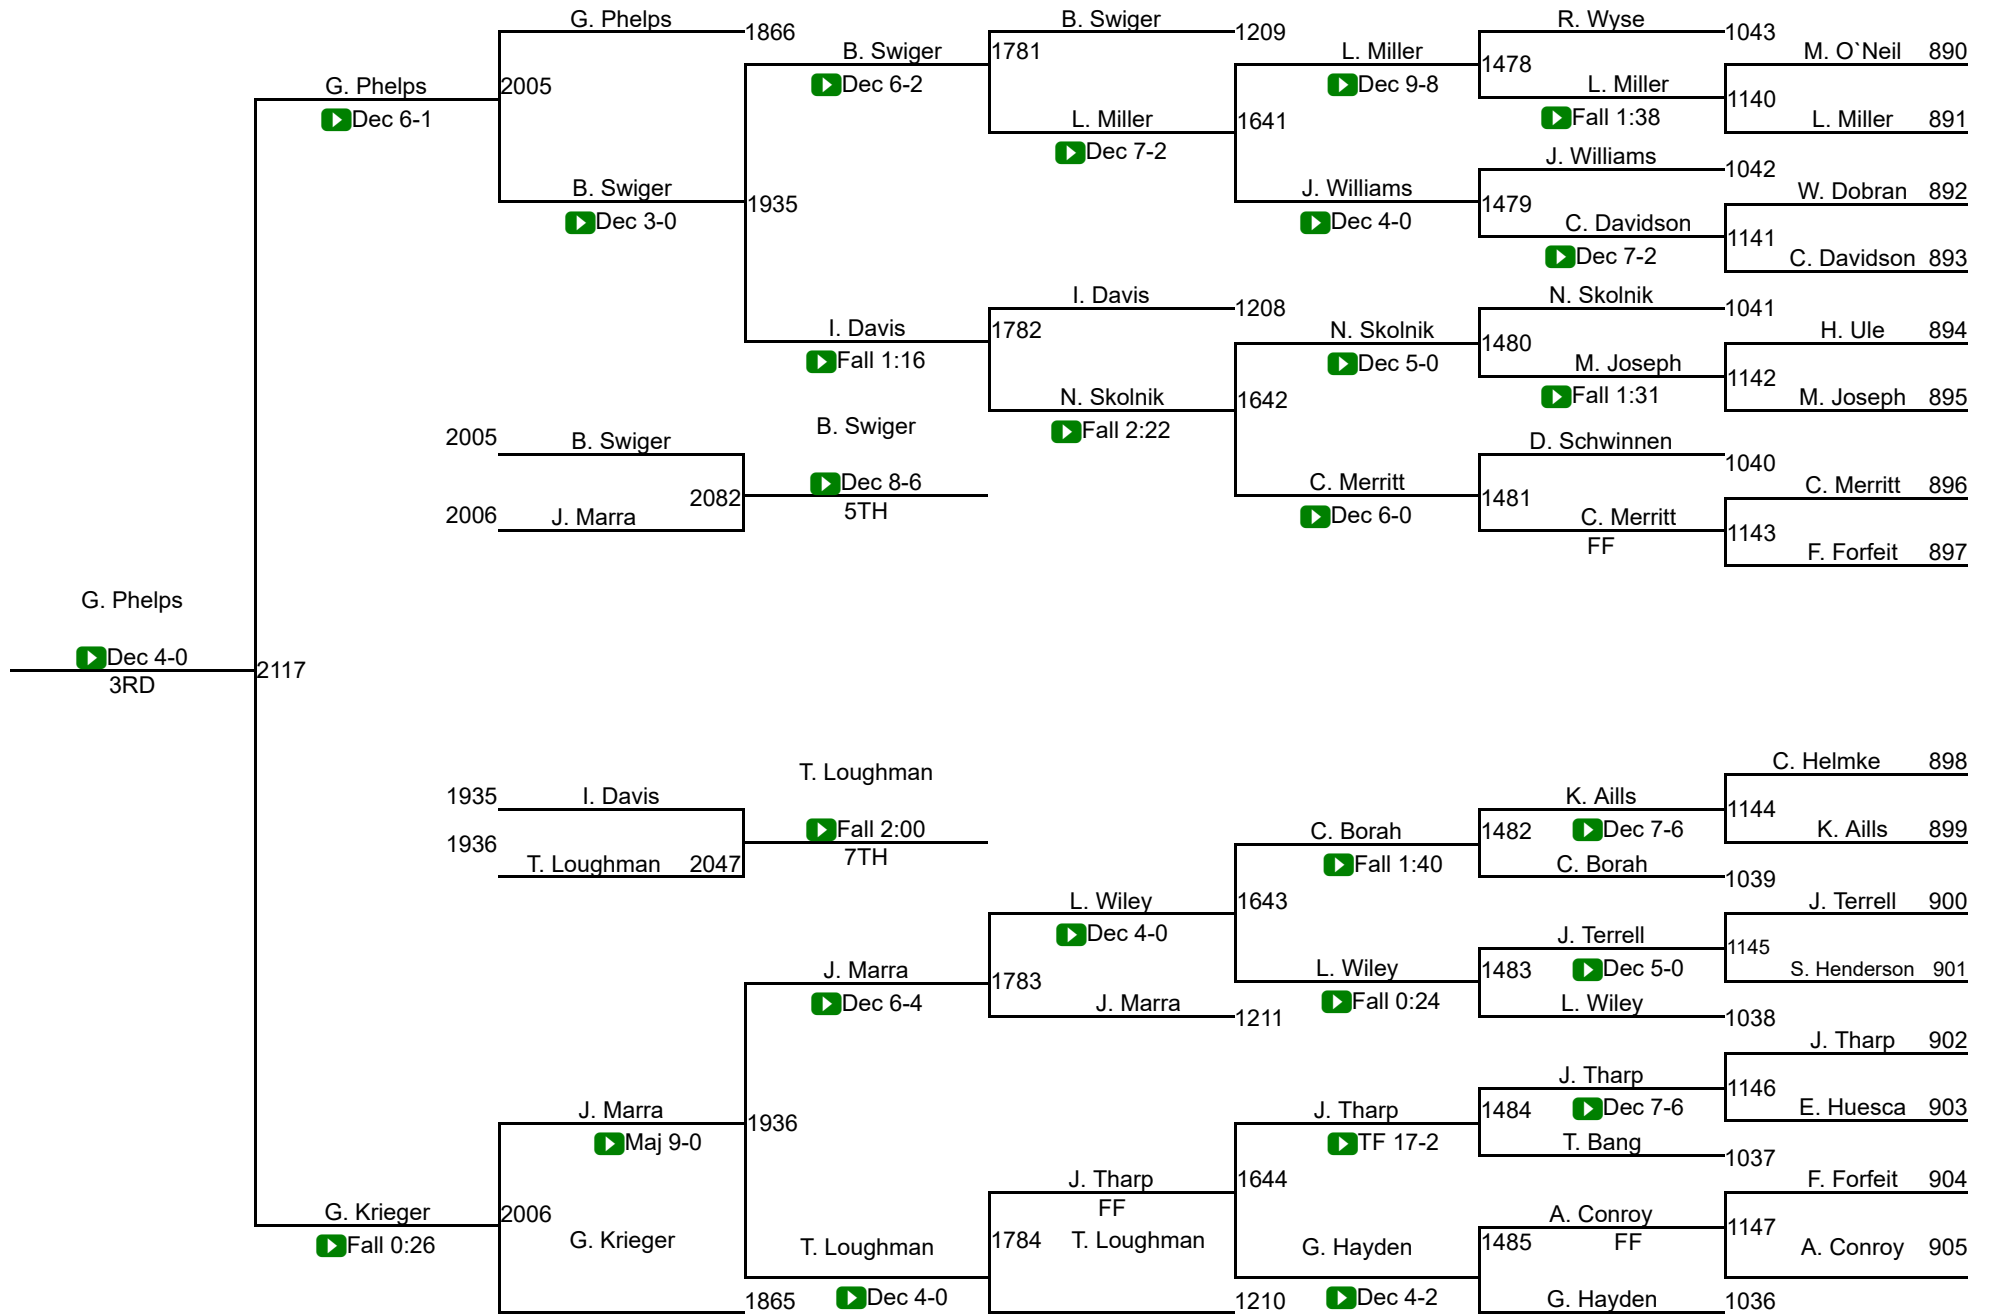 G. Phelps
B. Swiger
R. Wyse
1866
1209
1043
B. Swiger
1781
L. Miller
M. O`Neil 890
G. Phelps
2005
Dec 6-2
Dec 9-8
1478
L. Miller
1140
Dec 6-1
L. Miller
1641
Fall 1:38
L. Miller 891
Dec 7-2
J. Williams
1042
B. Swiger
1935
J. Williams
1479
W. Dobran 892
Dec 3-0
Dec 4-0
C. Davidson
1141
Dec 7-2
C. Davidson 893
I. Davis
1208
N. Skolnik
1041
I. Davis
1782
N. Skolnik
1480
H. Ule 894
Fall 1:16
Dec 5-0
M. Joseph
1142
N. Skolnik
1642
Fall 1:31
M. Joseph 895
B. Swiger
Fall 2:22
2005
B. Swiger
D. Schwinnen
1040
Dec 8-6
C. Merritt
1481
C. Merritt 896
2006
J. Marra
2082
5TH
Dec 6-0
C. Merritt
1143
FF
F. Forfeit 897
G. Phelps
Dec 4-0
2117
3RD
C. Helmke 898
T. Loughman
1935
I. Davis
K. Aills
1144
1936
Fall 2:00
C. Borah
1482
Dec 7-6
K. Aills 899
T. Loughman 2047
7TH
Fall 1:40
C. Borah
1039
L. Wiley
1643
J. Terrell 900
Dec 4-0
J. Terrell
1145
J. Marra
1783
L. Wiley
1483
Dec 5-0
S. Henderson 901
Dec 6-4
J. Marra
1211
Fall 0:24
L. Wiley
1038
J. Tharp 902
J. Tharp
1146
J. Marra
1936
J. Tharp
1484
Dec 7-6
E. Huesca 903
Maj 9-0
TF 17-2
T. Bang
1037
J. Tharp
1644
F. Forfeit 904
G. Krieger
2006
FF
A. Conroy
1147
Fall 0:26
G. Krieger
T. Loughman
1784
T. Loughman
G. Hayden
1485
FF
A. Conroy 905
1865
Dec 4-0
1210
Dec 4-2
G. Hayden
1036